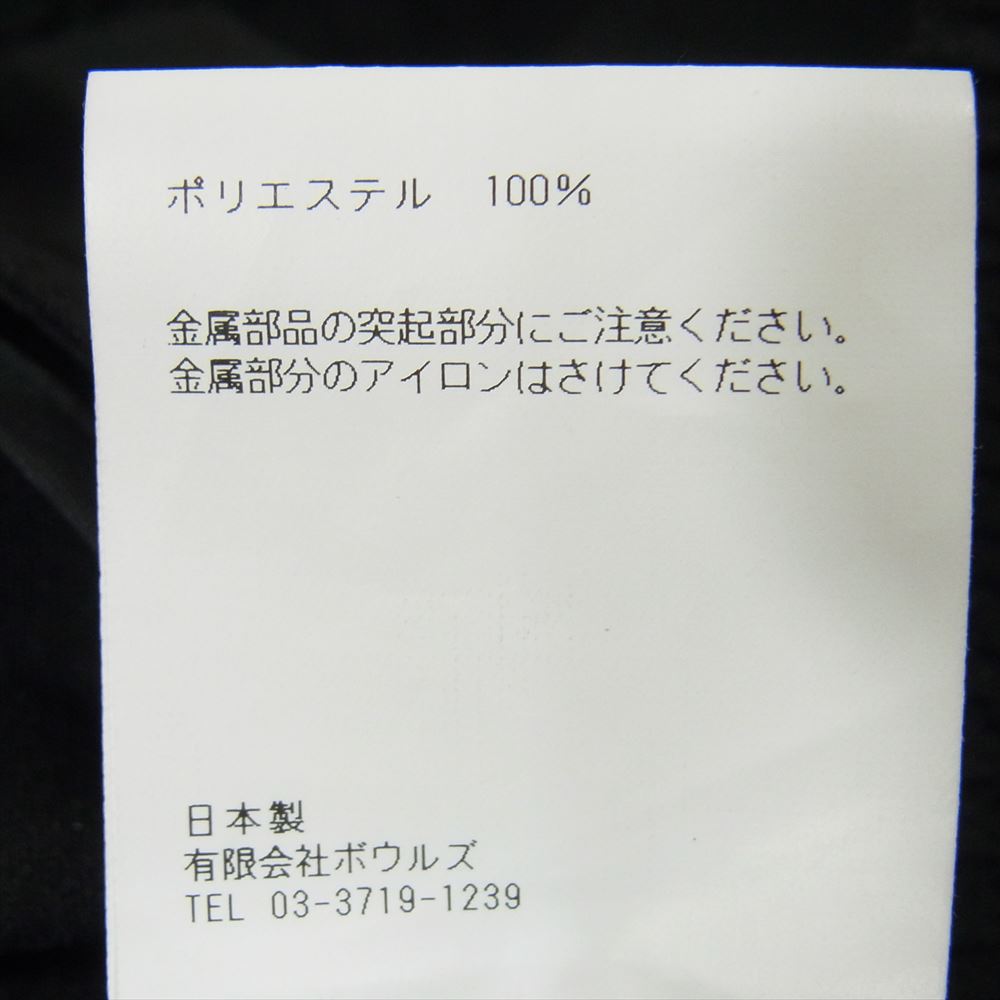 ポリエステル 100%
金属部品の突起部分にご注意ください。
金属部分のアイロンはさけてください。
日本製
有限会社ボウルズ
TEL 03-3719-1239